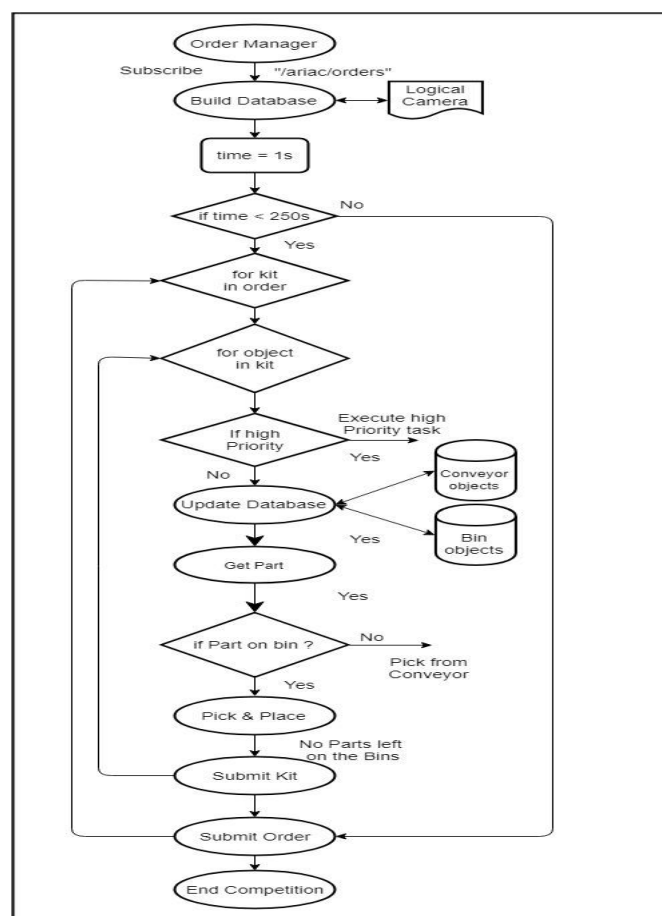 Order Manager
Subscribe "/ariac/orders"
Build Database
Logical
Camera
time = 1s
if time < 250s
No
Yes
for kit
in order
for object
in kit
If high
Priority
Execute high
Priority task
Yes
No
Conveyor
objects
Update Database
Yes
Bin
objects
Get Part
Yes
if Part on bin ?
No
Pick from
Conveyor
Yes
Pick & Place
No Parts left
on the Bins
Submit Kit
Submit Order
End Competition